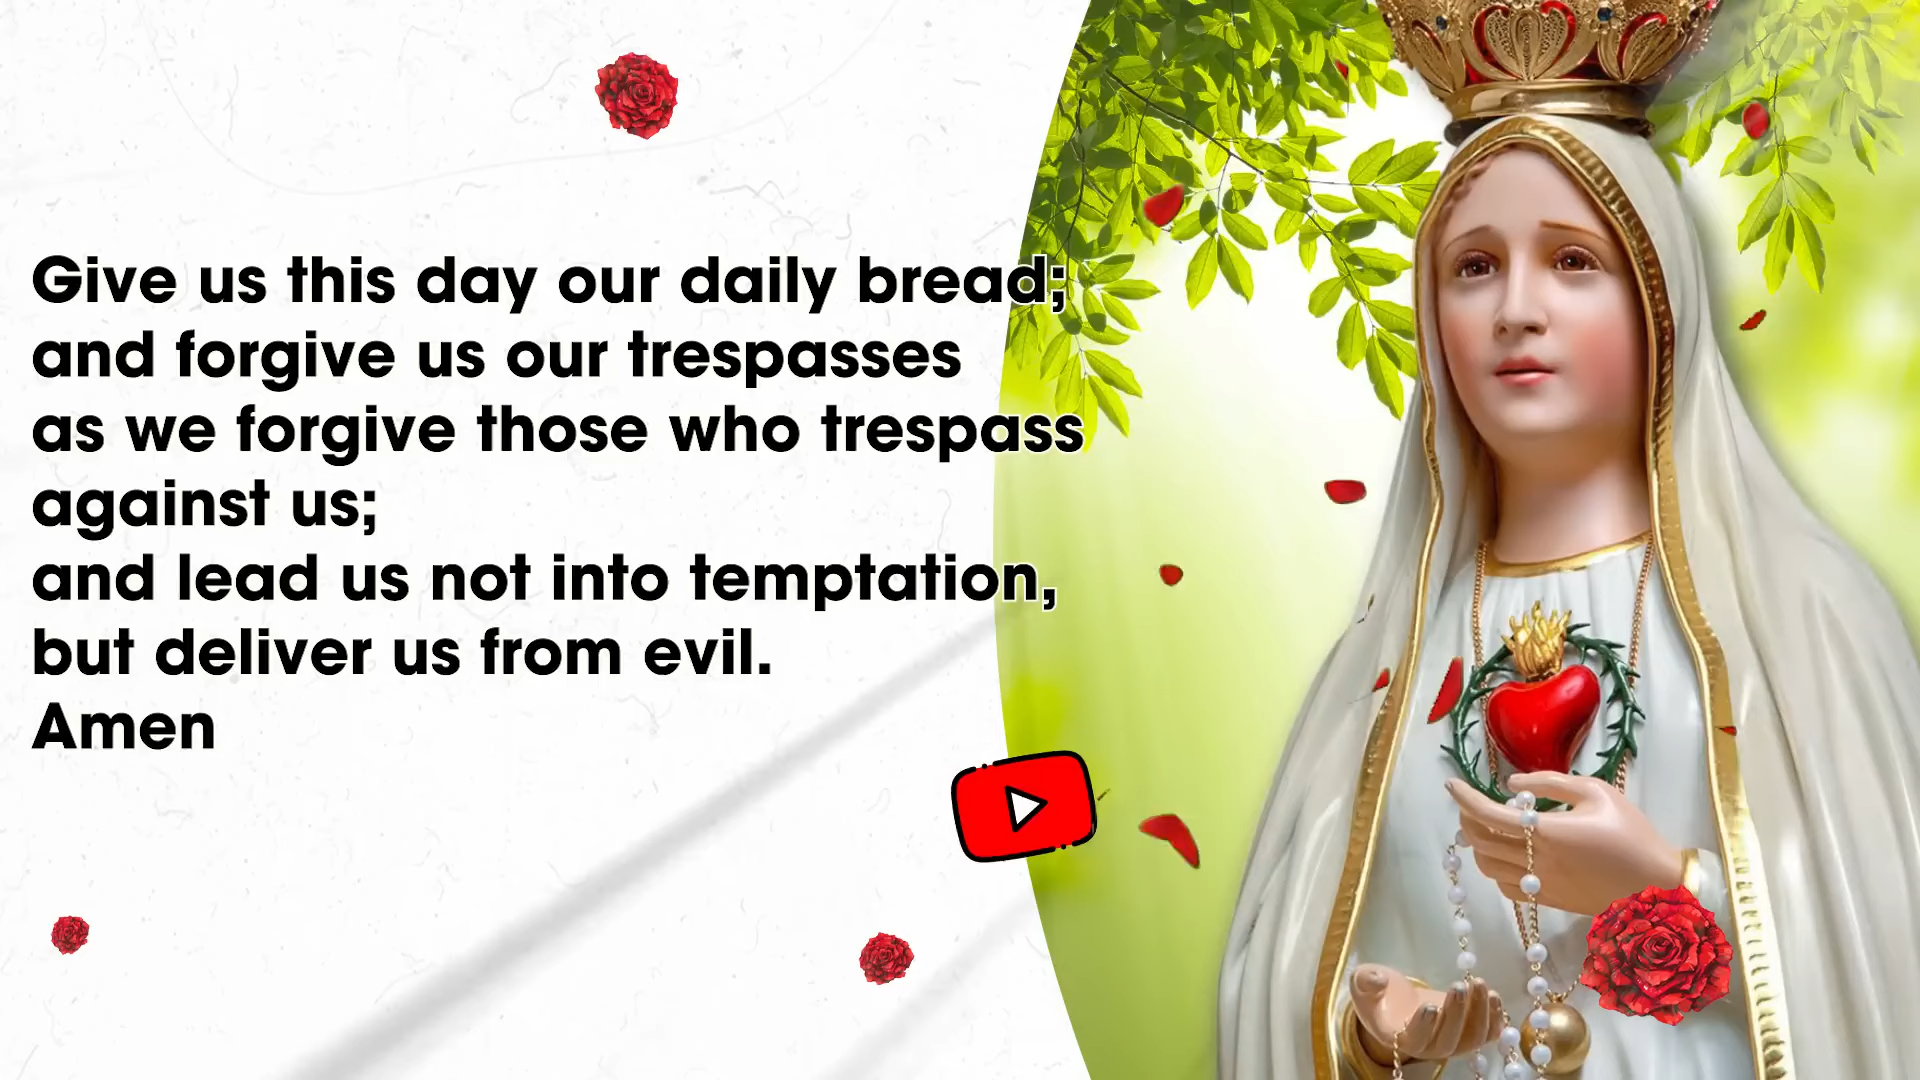 Give us this day our daily bread;
and forgive us our trespasses
as we forgive those who trespass
against us;
and lead us not into temptation,
but deliver us from evil.
Amen